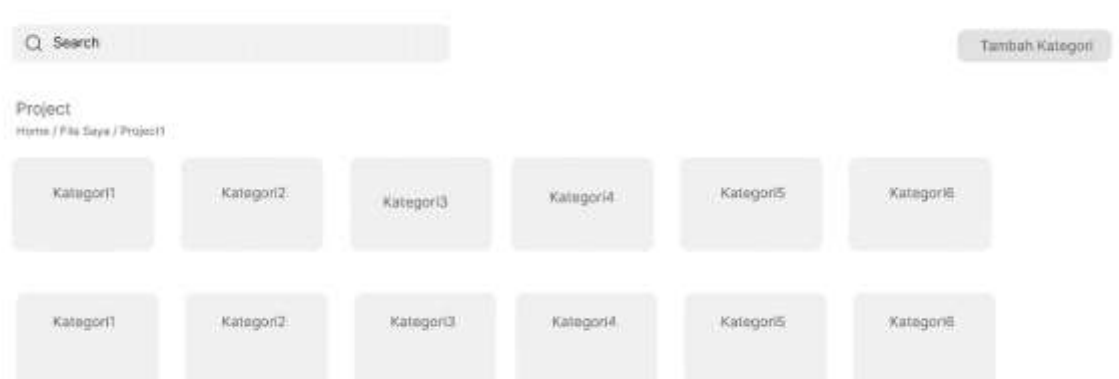 Search
Tambah Kategori
Project
Home / File Saya / Project1
Kategori1 Kategori2 Kategori3 Kategori4 Kategori5 Kategori6
Kategori1 Kategori2 Kategori3 Kategori4 Kategori5 Kategori6